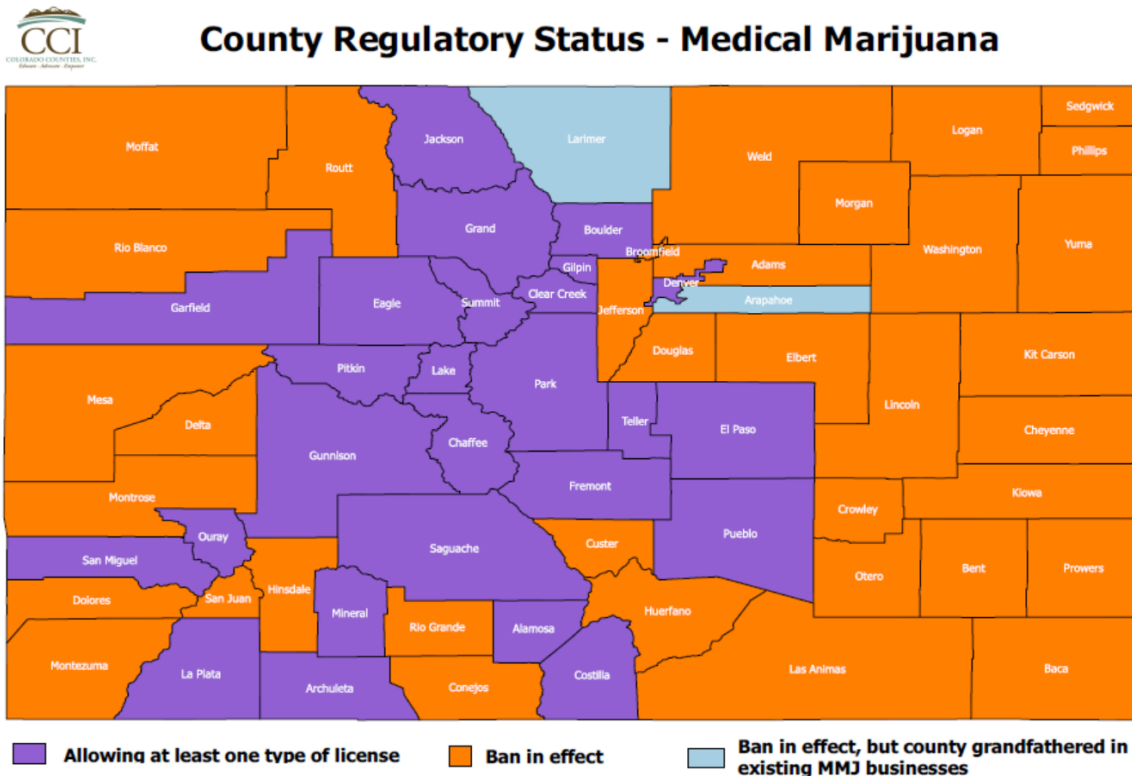 CCI
COLORADO COUNTIES, INC.
Educate · Advocate · Empower
County Regulatory Status - Medical Marijuana
Moffat
Routt
Jackson
Larimer
Weld
Logan
Sedgwick
Phillips
Morgan
Rio Blanco
Grand
Boulder
Broomfield
Washington
Yuma
Gilpin
Adams
Garfield
Eagle
Summit
Clear Creek
Denver
Arapahoe
Jefferson
Douglas
Elbert
Kit Carson
Mesa
Pitkin
Lake
Park
Lincoln
Delta
Teller
El Paso
Cheyenne
Gunnison
Chaffee
Montrose
Fremont
Kiowa
Crowley
Ouray
Pueblo
San Miguel
Saguache
Custer
Otero
Bent
Prowers
Dolores
San Juan
Hinsdale
Mineral
Rio Grande
Alamosa
Huerfano
Montezuma
La Plata
Archuleta
Conejos
Costilla
Las Animas
Baca
Allowing at least one type of license
Ban in effect
Ban in effect, but county grandfathered in
existing MMJ businesses